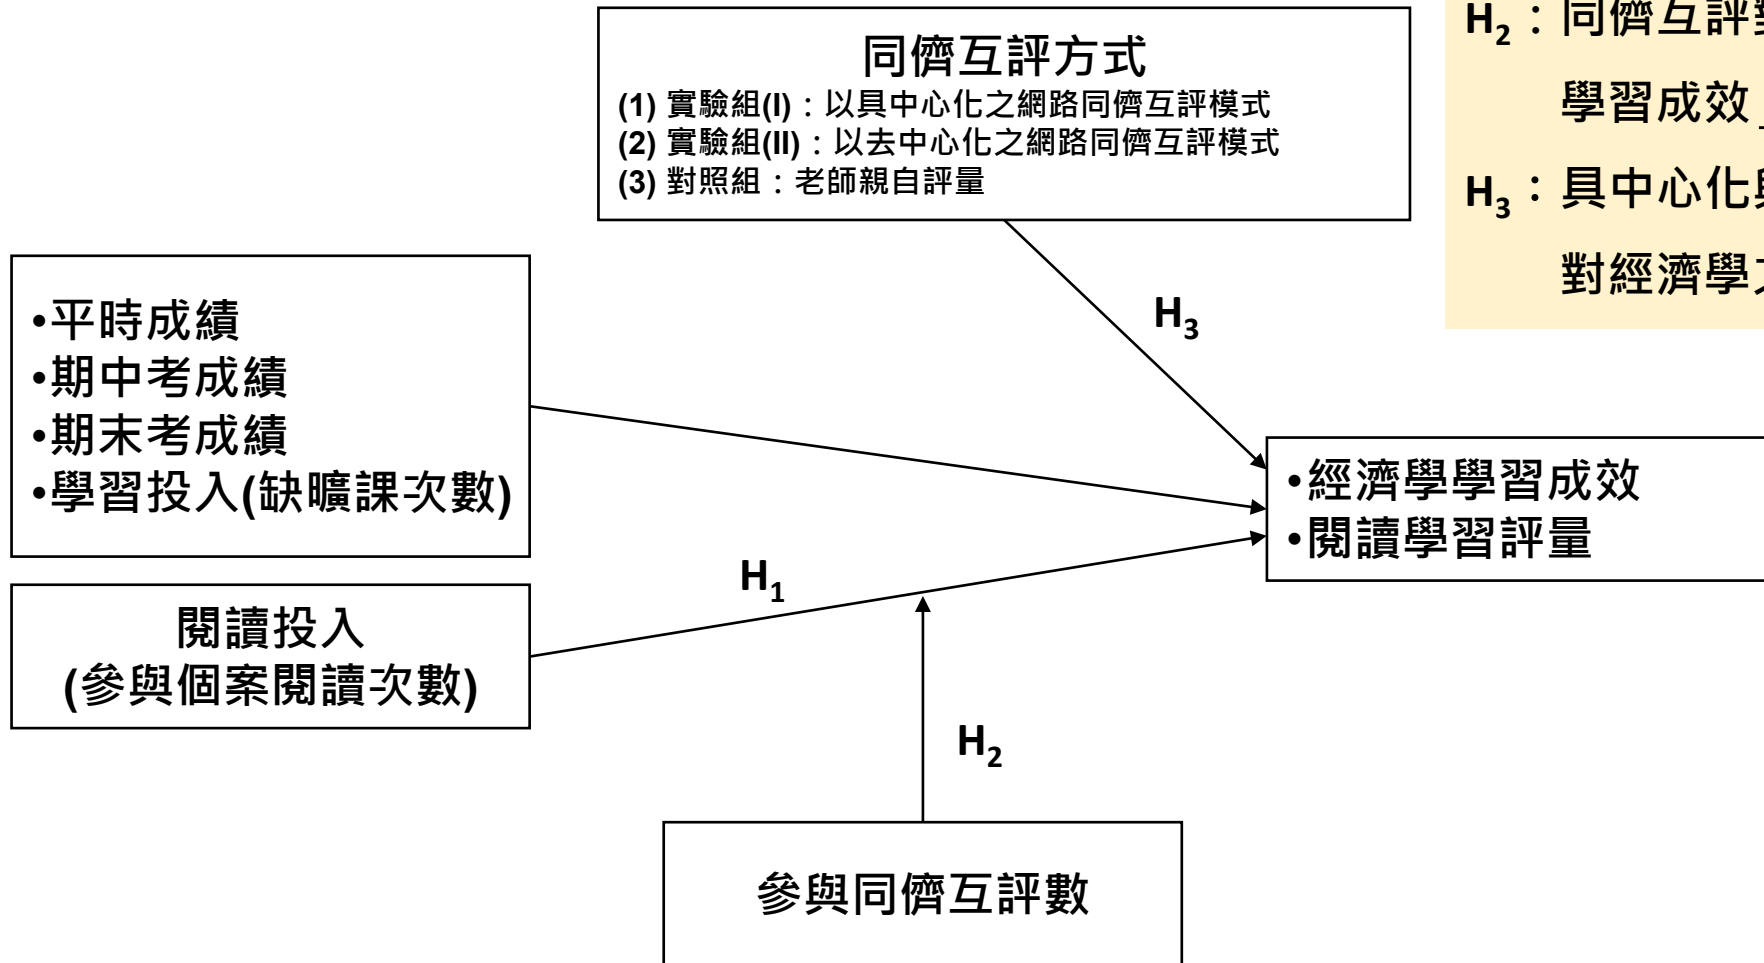 同儕互評方式
(1) 實驗組(I)：以具中心化之網路同儕互評模式
(2) 實驗組(II)：以去中心化之網路同儕互評模式
(3) 對照組：老師親自評量
H2：同儕互評
學習成效
H3：具中心化
對經濟學
•平時成績
•期中考成績
•期末考成績
•學習投入(缺曠課次數)
H3
•經濟學學習成效
•閱讀學習評量
H1
閱讀投入
(參與個案閱讀次數)
H2
參與同儕互評數